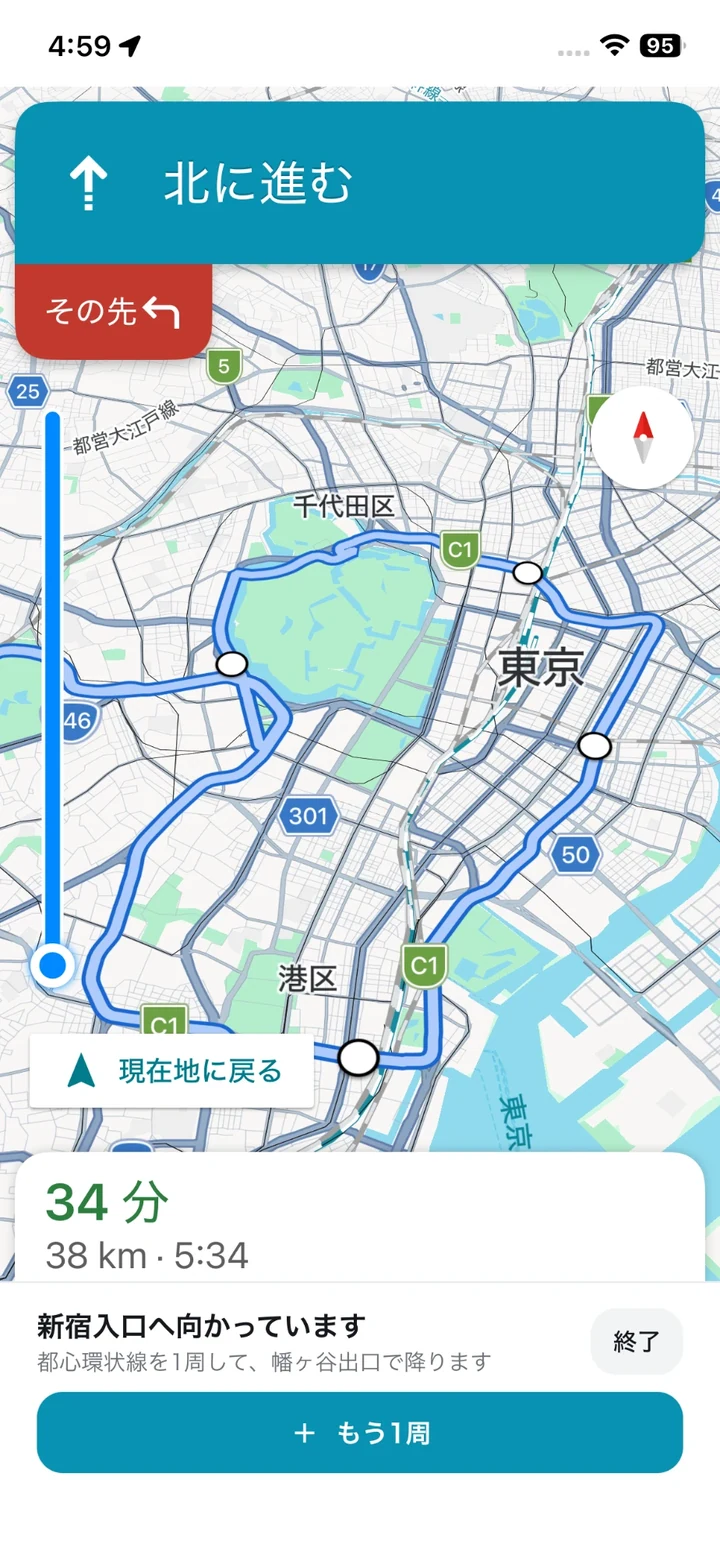 4:59
95
北に進む
その先
17
5
25
都営大江戸線
都営大江
千代田区
C1
東京
46
301
50
港区
C1
C1
現在地に戻る
東京
34 分
38 km · 5:34
新宿入口へ向かっています
都心環状線を1周して、幡ヶ谷出口で降ります
終了
+ もう1周